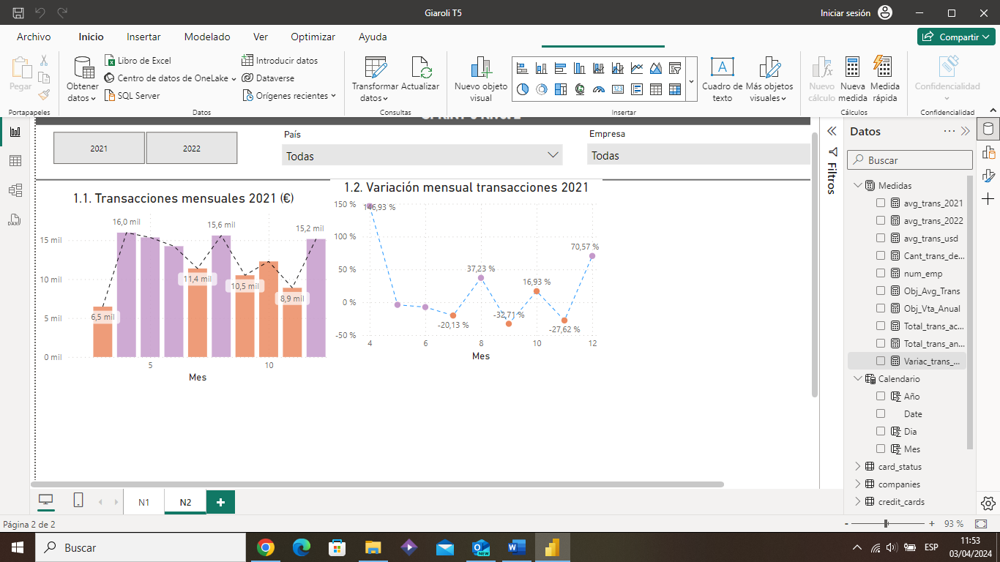 Giaroli T5
Iniciar sesión
Archivo Inicio Insertar Modelado Ver Optimizar Ayuda
Compartir
Pegar
Obtener datos
Libro de Excel
Centro de datos de OneLake
SQL Server
Introducir datos
Dataverse
Orígenes recientes
Transformar datos
Actualizar
Nuevo objeto visual
Cuadro de texto
Más objetos visuales
Nuevo cálculo
Nueva medida
Medida rápida
Confidencialidad
Portapapeles Datos Consultas Insertar Cálculos Confidencialidad
2021 2022
País
Todas
Empresa
Todas
1.1. Transacciones mensuales 2021 (€)
15 mil
10 mil
5 mil
0 mil
16,0 mil
15,6 mil
15,2 mil
11,4 mil
10,5 mil
8,9 mil
6,5 mil
5 10
Mes
1.2. Variación mensual transacciones 2021
150 %
100 %
50 %
0 %
-50 %
146,93 %
70,57 %
37,23 %
16,93 %
-20,13 %
-32,71 %
-27,62 %
4 6 8 10 12
Mes
Filtros
Datos
Buscar
Medidas
avg_trans_2021
avg_trans_2022
avg_trans_usd
Cant_trans_de...
num_emp
Obj_Avg_Trans
Obj_Vta_Anual
Total_trans_ac...
Total_trans_an...
Variac_trans_...
Calendario
Año
Date
Dia
Mes
card_status
companies
credit_cards
N1 N2
Página 2 de 2
- + 93 %
Buscar
NEW
ESP
11:53
03/04/2024